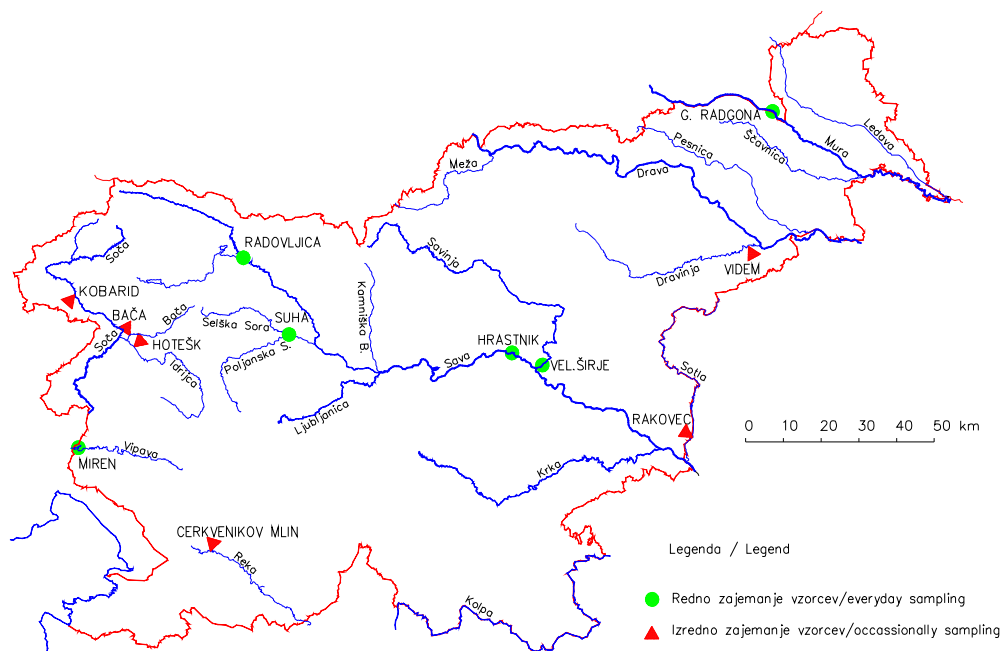 G. RADGONA
Ledava
Ščavnica
Mura
Pesnica
Meža
Drava
RADOVLJICA
Soča
Savinja
VIDEM
Dravinja
KOBARID
Kamniška B.
BAČA
Bača
SUHA
Selška Sora
HOTEŠK
Soča
Idrijca
Poljanska S.
HRASTNIK
Sava
VEL.ŠIRJE
Sotla
Ljubljanica
RAKOVEC
0 10 20 30 40 50 km
Vipava
MIREN
Krka
CERKVENIKOV MLIN
Reka
Legenda / Legend
Kolpa
Redno zajemanje vzorcev/everyday sampling
Izredno zajemanje vzorcev/occassionally sampling